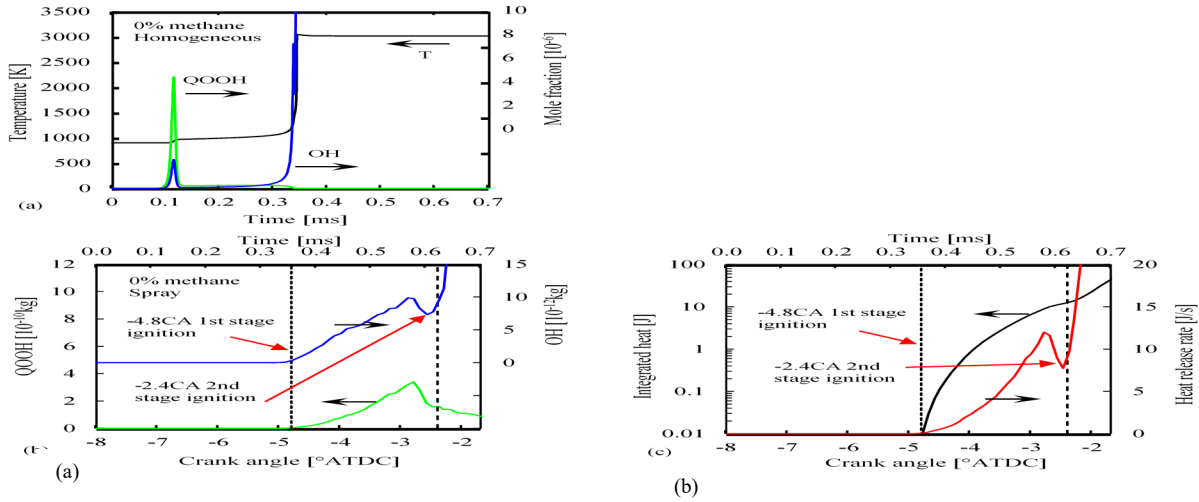 3500
3000
2500
2000
1500
1000
500
0
Temperature [K]
0% methane
Homogeneous
QOOH
T
OH
10
8
6
4
2
0
Mole fraction [10-6]
0 0.1 0.2 0.3 0.4 0.5 0.6 0.7
Time [ms]
(a)
Time [ms]
0.0 0.1 0.2 0.3 0.4 0.5 0.6 0.7
12
10
8
6
4
2
0
QOOH [10-10kg]
0% methane
Spray
-4.8CA 1st stage
ignition
-2.4CA 2nd
stage ignition
15
10
5
0
OH [10-12kg]
-8 -7 -6 -5 -4 -3 -2
Crank angle [°ATDC]
(a)
Time [ms]
0.0 0.1 0.2 0.3 0.4 0.5 0.6 0.7
100
10
1
0.1
0.01
Integrated heat [J]
-4.8CA 1st stage
ignition
-2.4CA 2nd
stage ignition
20
15
10
5
0
Heat release rate [J/s]
-8 -7 -6 -5 -4 -3 -2
Crank angle [°ATDC]
(c)
(b)